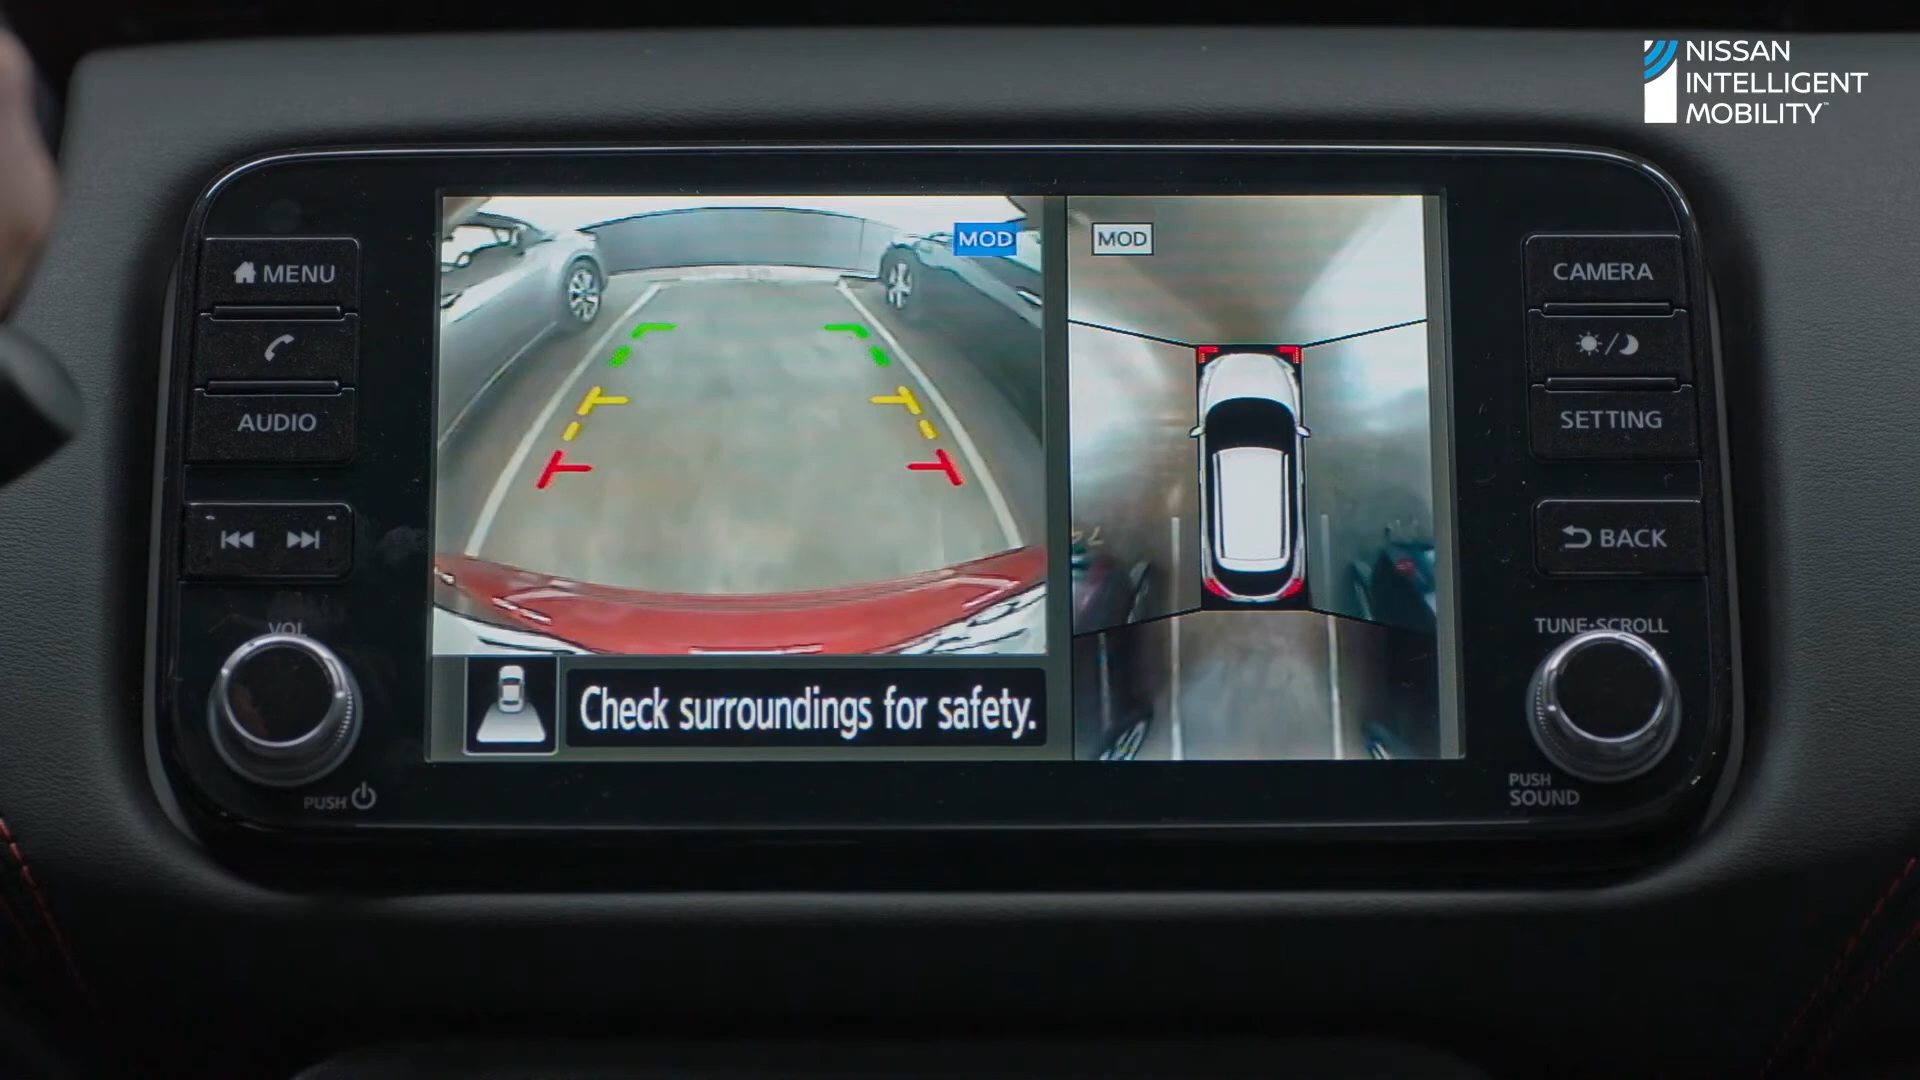 NISSAN
INTELLIGENT
MOBILITY™
MENU
AUDIO
VOL
PUSH
MOD
MOD
Check surroundings for safety.
CAMERA
SETTING
BACK
TUNE•SCROLL
PUSH
SOUND